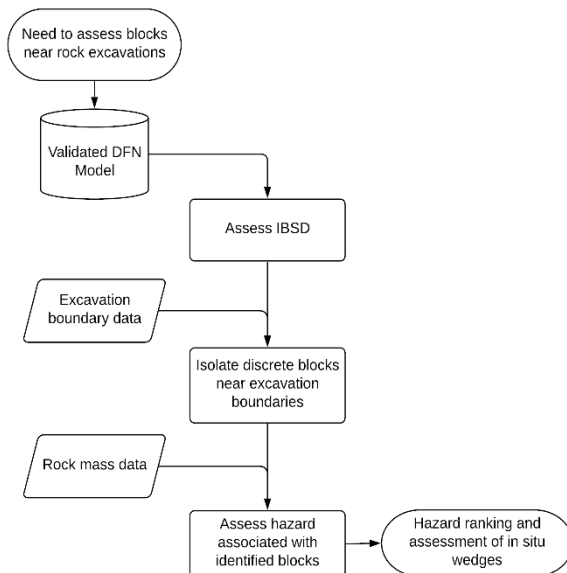 Need to assess blocks
near rock excavations
Validated DFN
Model
Assess IBSD
Excavation
boundary data
Isolate discrete blocks
near excavation
boundaries
Rock mass data
Assess hazard
associated with
identified blocks
Hazard ranking and
assessment of in situ
wedges